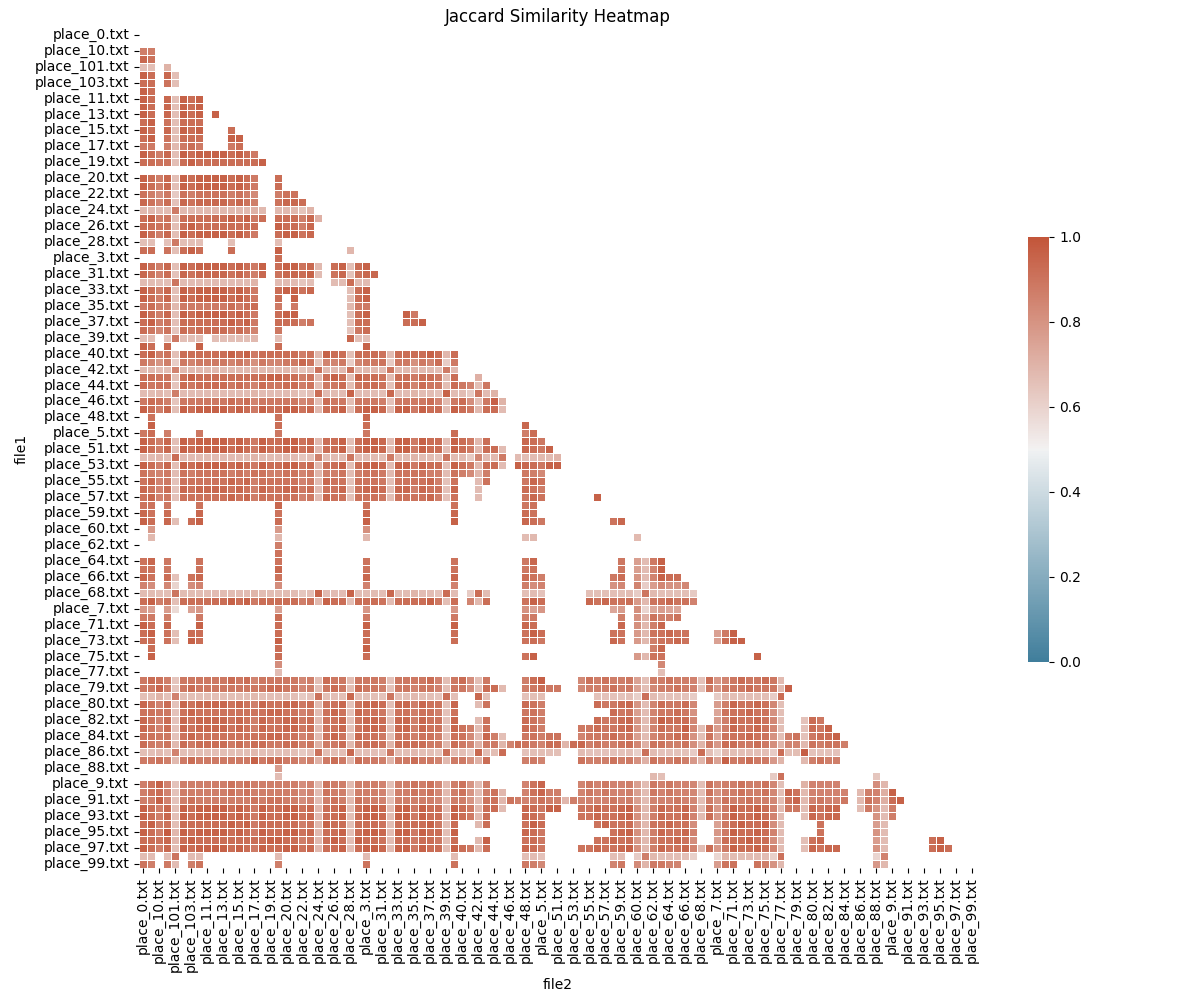 Jaccard Similarity Heatmap
file1
place_0.txt
place_10.txt
place_101.txt
place_103.txt
place_11.txt
place_13.txt
place_15.txt
place_17.txt
place_19.txt
place_20.txt
place_22.txt
place_24.txt
place_26.txt
place_28.txt
place_3.txt
place_31.txt
place_33.txt
place_35.txt
place_37.txt
place_39.txt
place_40.txt
place_42.txt
place_44.txt
place_46.txt
place_48.txt
place_5.txt
place_51.txt
place_53.txt
place_55.txt
place_57.txt
place_59.txt
place_60.txt
place_62.txt
place_64.txt
place_66.txt
place_68.txt
place_7.txt
place_71.txt
place_73.txt
place_75.txt
place_77.txt
place_79.txt
place_80.txt
place_82.txt
place_84.txt
place_86.txt
place_88.txt
place_9.txt
place_91.txt
place_93.txt
place_95.txt
place_97.txt
place_99.txt
place_0.txt
place_10.txt
place_101.txt
place_103.txt
place_11.txt
place_13.txt
place_15.txt
place_17.txt
place_19.txt
place_20.txt
place_22.txt
place_24.txt
place_26.txt
place_28.txt
place_3.txt
place_31.txt
place_33.txt
place_35.txt
place_37.txt
place_39.txt
place_40.txt
place_42.txt
place_44.txt
place_46.txt
place_48.txt
place_5.txt
place_51.txt
place_53.txt
place_55.txt
place_57.txt
place_59.txt
place_60.txt
place_62.txt
place_64.txt
place_66.txt
place_68.txt
place_7.txt
place_71.txt
place_73.txt
place_75.txt
place_77.txt
place_79.txt
place_80.txt
place_82.txt
place_84.txt
place_86.txt
place_88.txt
place_9.txt
place_91.txt
place_93.txt
place_95.txt
place_97.txt
place_99.txt
file2
1.0
0.8
0.6
0.4
0.2
0.0